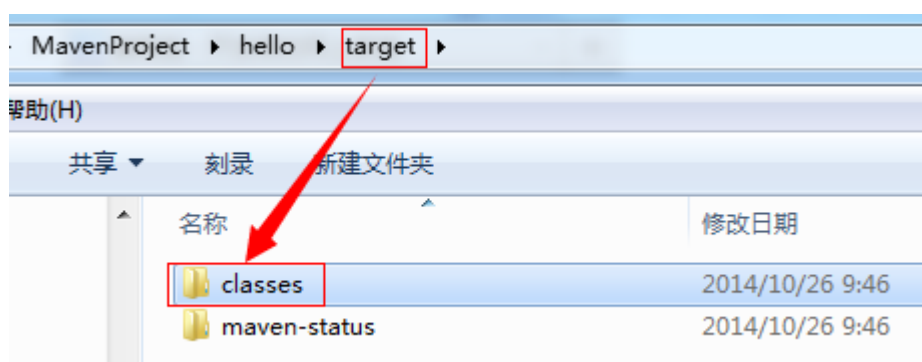 MavenProject ▸ hello ▸ target ▸
帮助(H)
共享 ▼ 刻录 新建文件夹
名称 修改日期
classes 2014/10/26 9:46
maven-status 2014/10/26 9:46